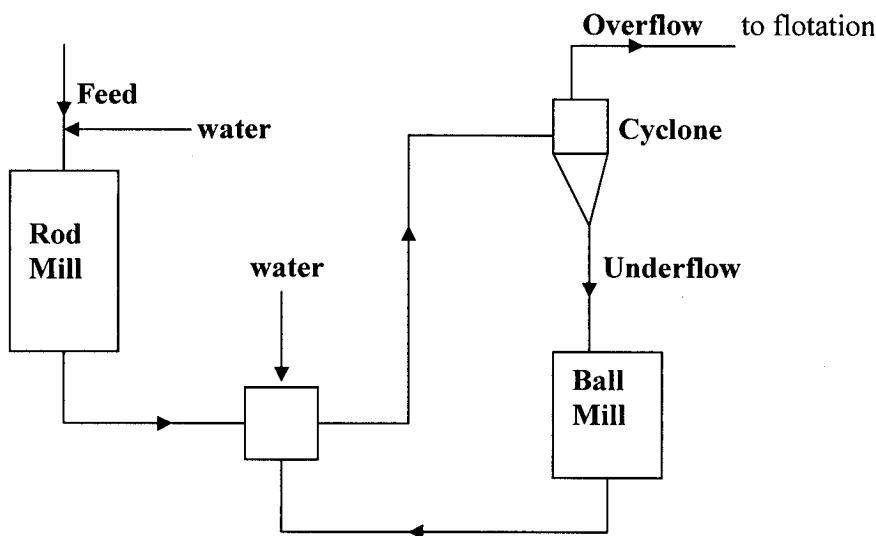 Overflow to flotation
Feed
water
Cyclone
Rod
Mill
water
Underflow
Ball
Mill